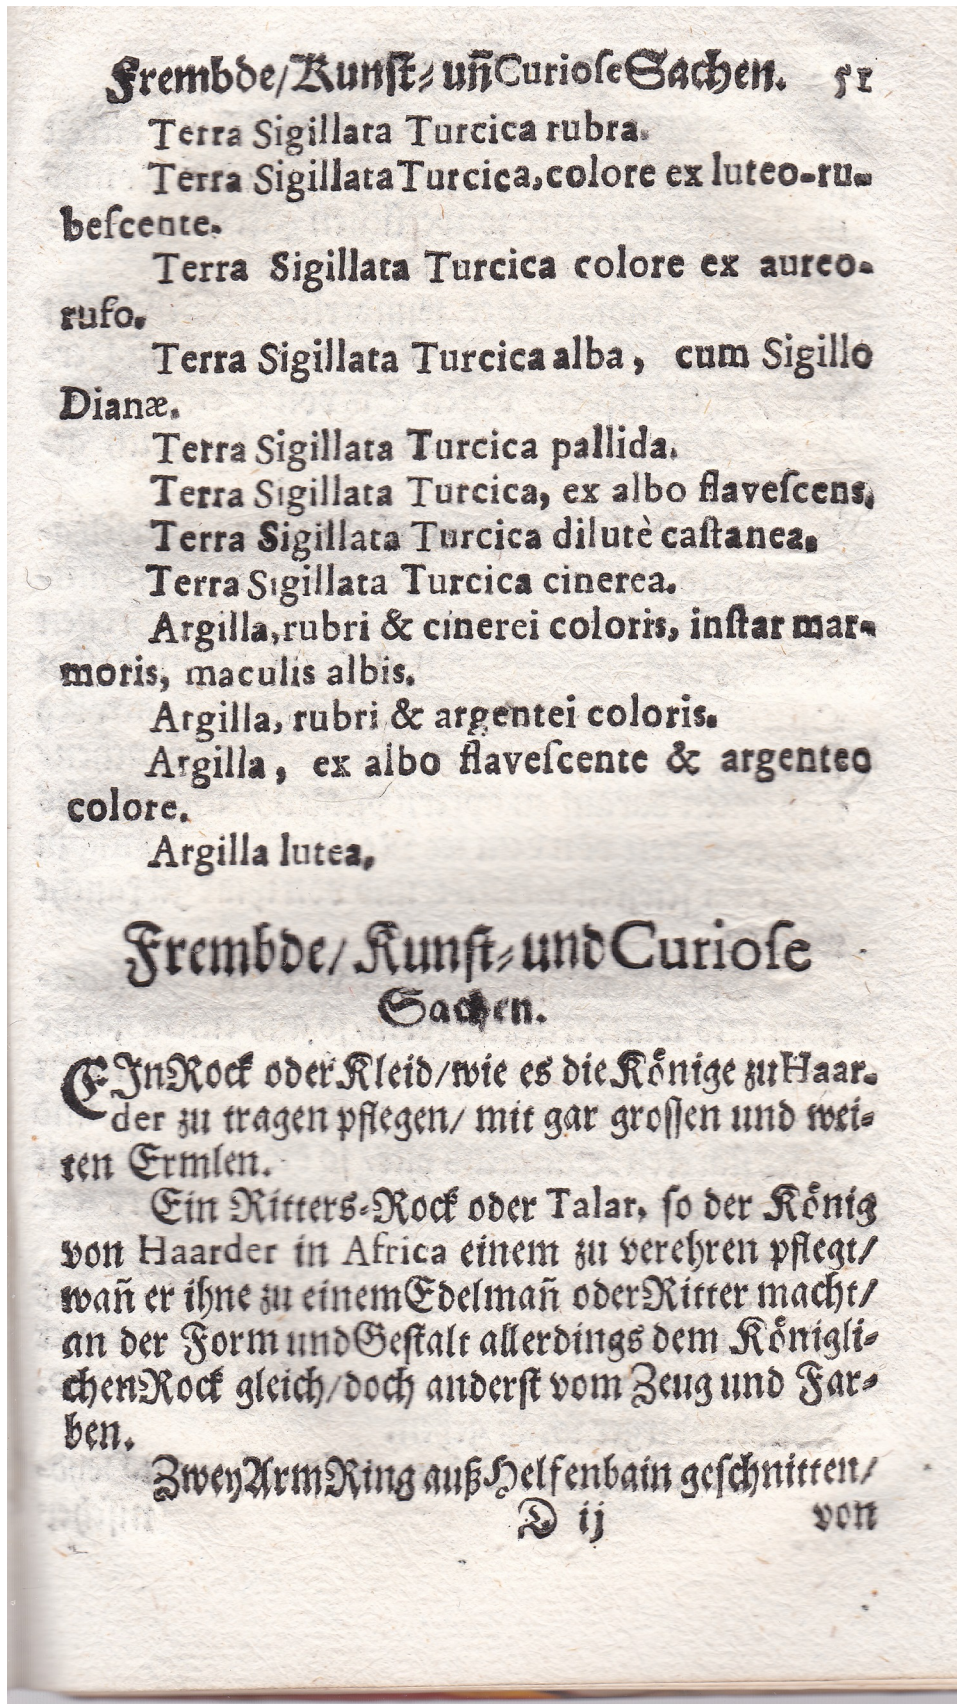 Frembde/Kunſt⸗ uñ Curioſe Sachen. 51
Terra Sigillata Turcica rubra.
Terra Sigillata Turcica, colore ex luteo-ru-
beſcente.
Terra Sigillata Turcica colore ex aureo-
rufo.
Terra Sigillata Turcica alba, cum Sigillo
Dianæ.
Terra Sigillata Turcica pallida.
Terra Sigillata Turcica, ex albo flaveſcens.
Terra Sigillata Turcica dilutè caſtanea.
Terra Sigillata Turcica cinerea.
Argilla, rubri & cinerei coloris, inſtar mar-
moris, maculis albis.
Argilla, rubri & argentei coloris.
Argilla, ex albo flaveſcente & argenteo
colore.
Argilla lutea.
Frembde/ Kunſt⸗ und Curioſe
Sachen.
EIn Rock oder Kleid/wie es die Koͤnige zu Haar-
der zu tragen pflegen/ mit gar groſſen und wei⸗
ten Ermlen.
Ein Ritters⸗Rock oder Talar, ſo der Koͤnig
von Haarder in Africa einem zu verehren pflegt/
wañ er ihne zu einem Edelmañ oder Ritter macht/
an der Form und Geſtalt allerdings dem Koͤnigli⸗
chen Rock gleich/doch anderſt vom Zeug und Far⸗
ben.
Zwey Arm Ring auß Helfenbain geſchnitten/
D ij von